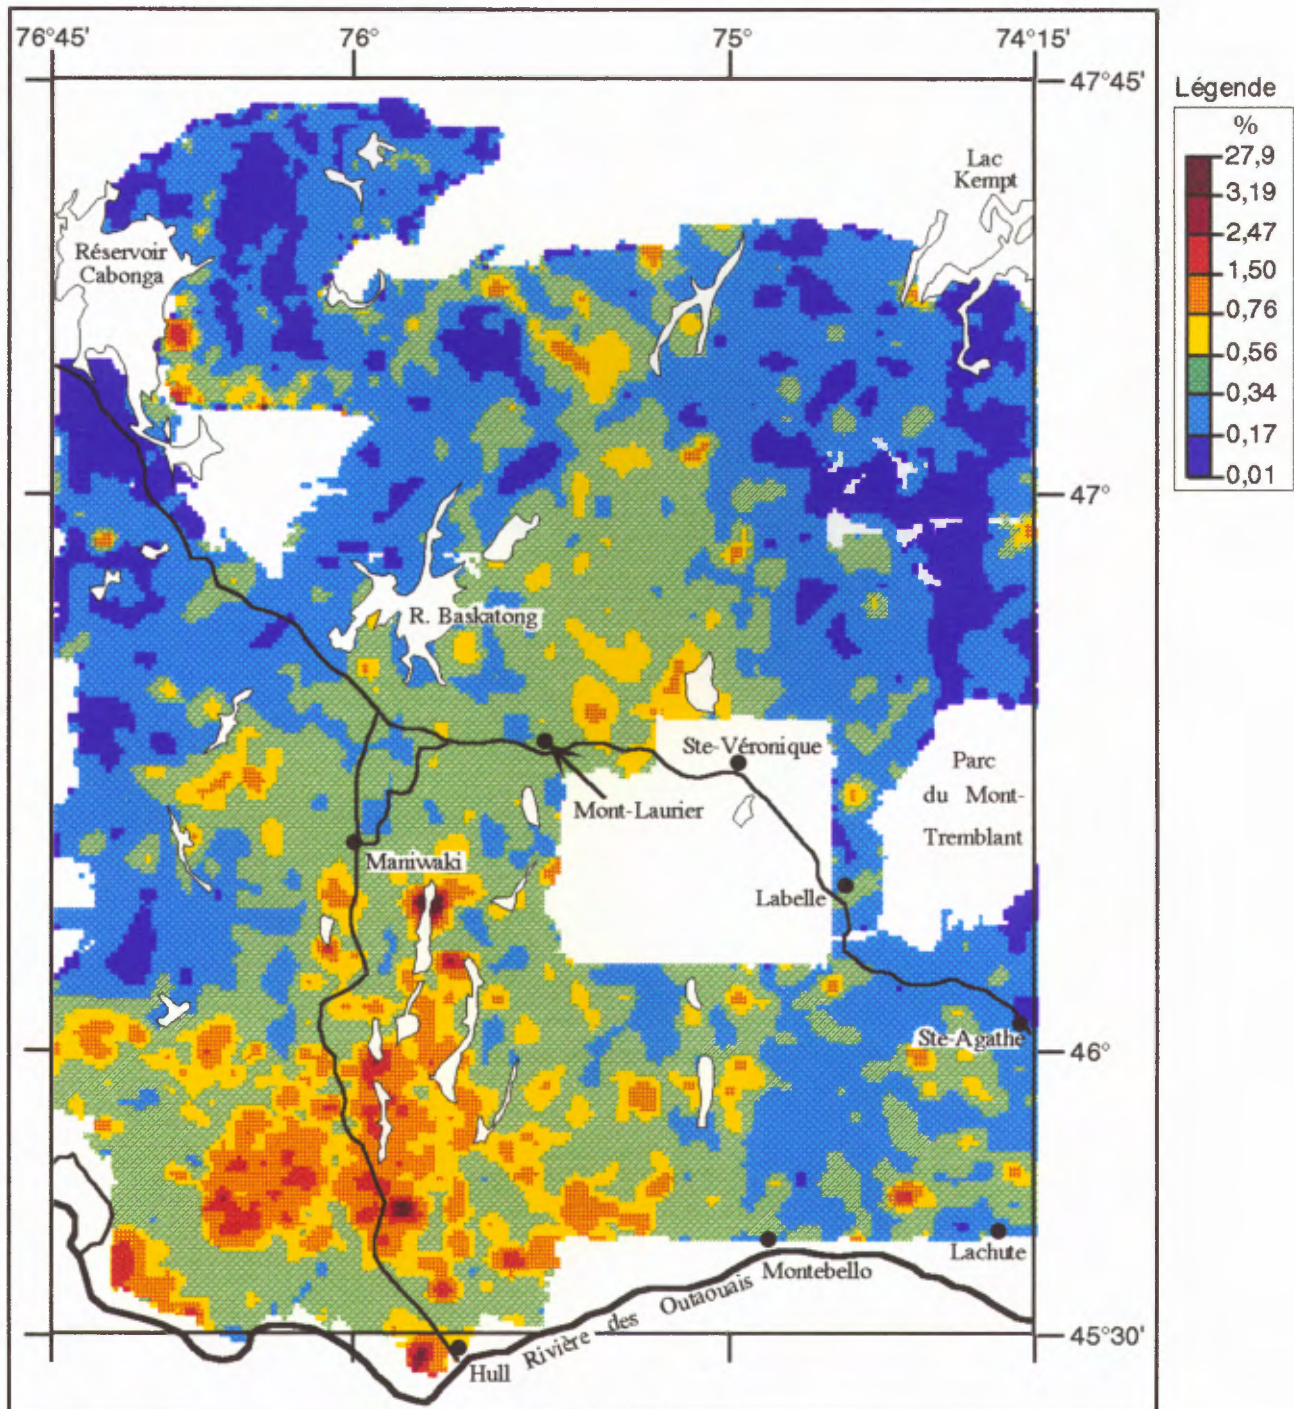 76°45'
76°
75°
74°15'
47°45'
Légende
%
27,9
3,19
2,47
1,50
0,76
0,56
0,34
0,17
0,01
Lac
Kempt
Réservoir
Cabonga
47°
R. Baskatong
Ste-Véronique
Mont-Laurier
Parc
du Mont-
Tremblant
Maniwaki
Labelle
Ste-Agathe
46°
Lachute
Montebello
Rivière des Outaouais
45°30'
Hull